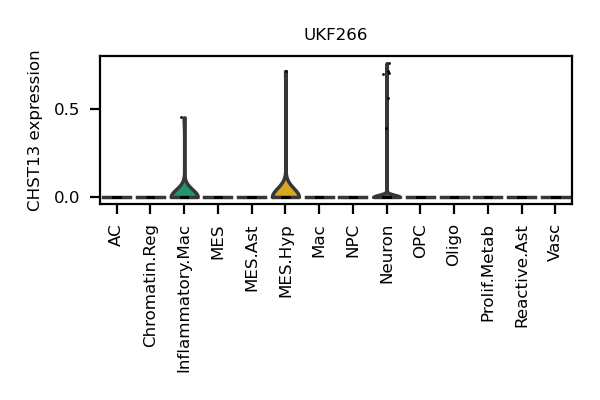 UKF266
CHST13 expression
0.5
0.0
AC
Chromatin.Reg
Inflammatory.Mac
MES
MES.Ast
MES.Hyp
Mac
NPC
Neuron
OPC
Oligo
Prolif.Metab
Reactive.Ast
Vasc